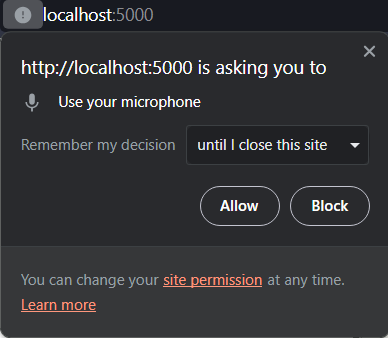 localhost:5000
http://localhost:5000 is asking you to
Use your microphone
Remember my decision
until I close this site
Allow
Block
You can change your site permission at any time.
Learn more